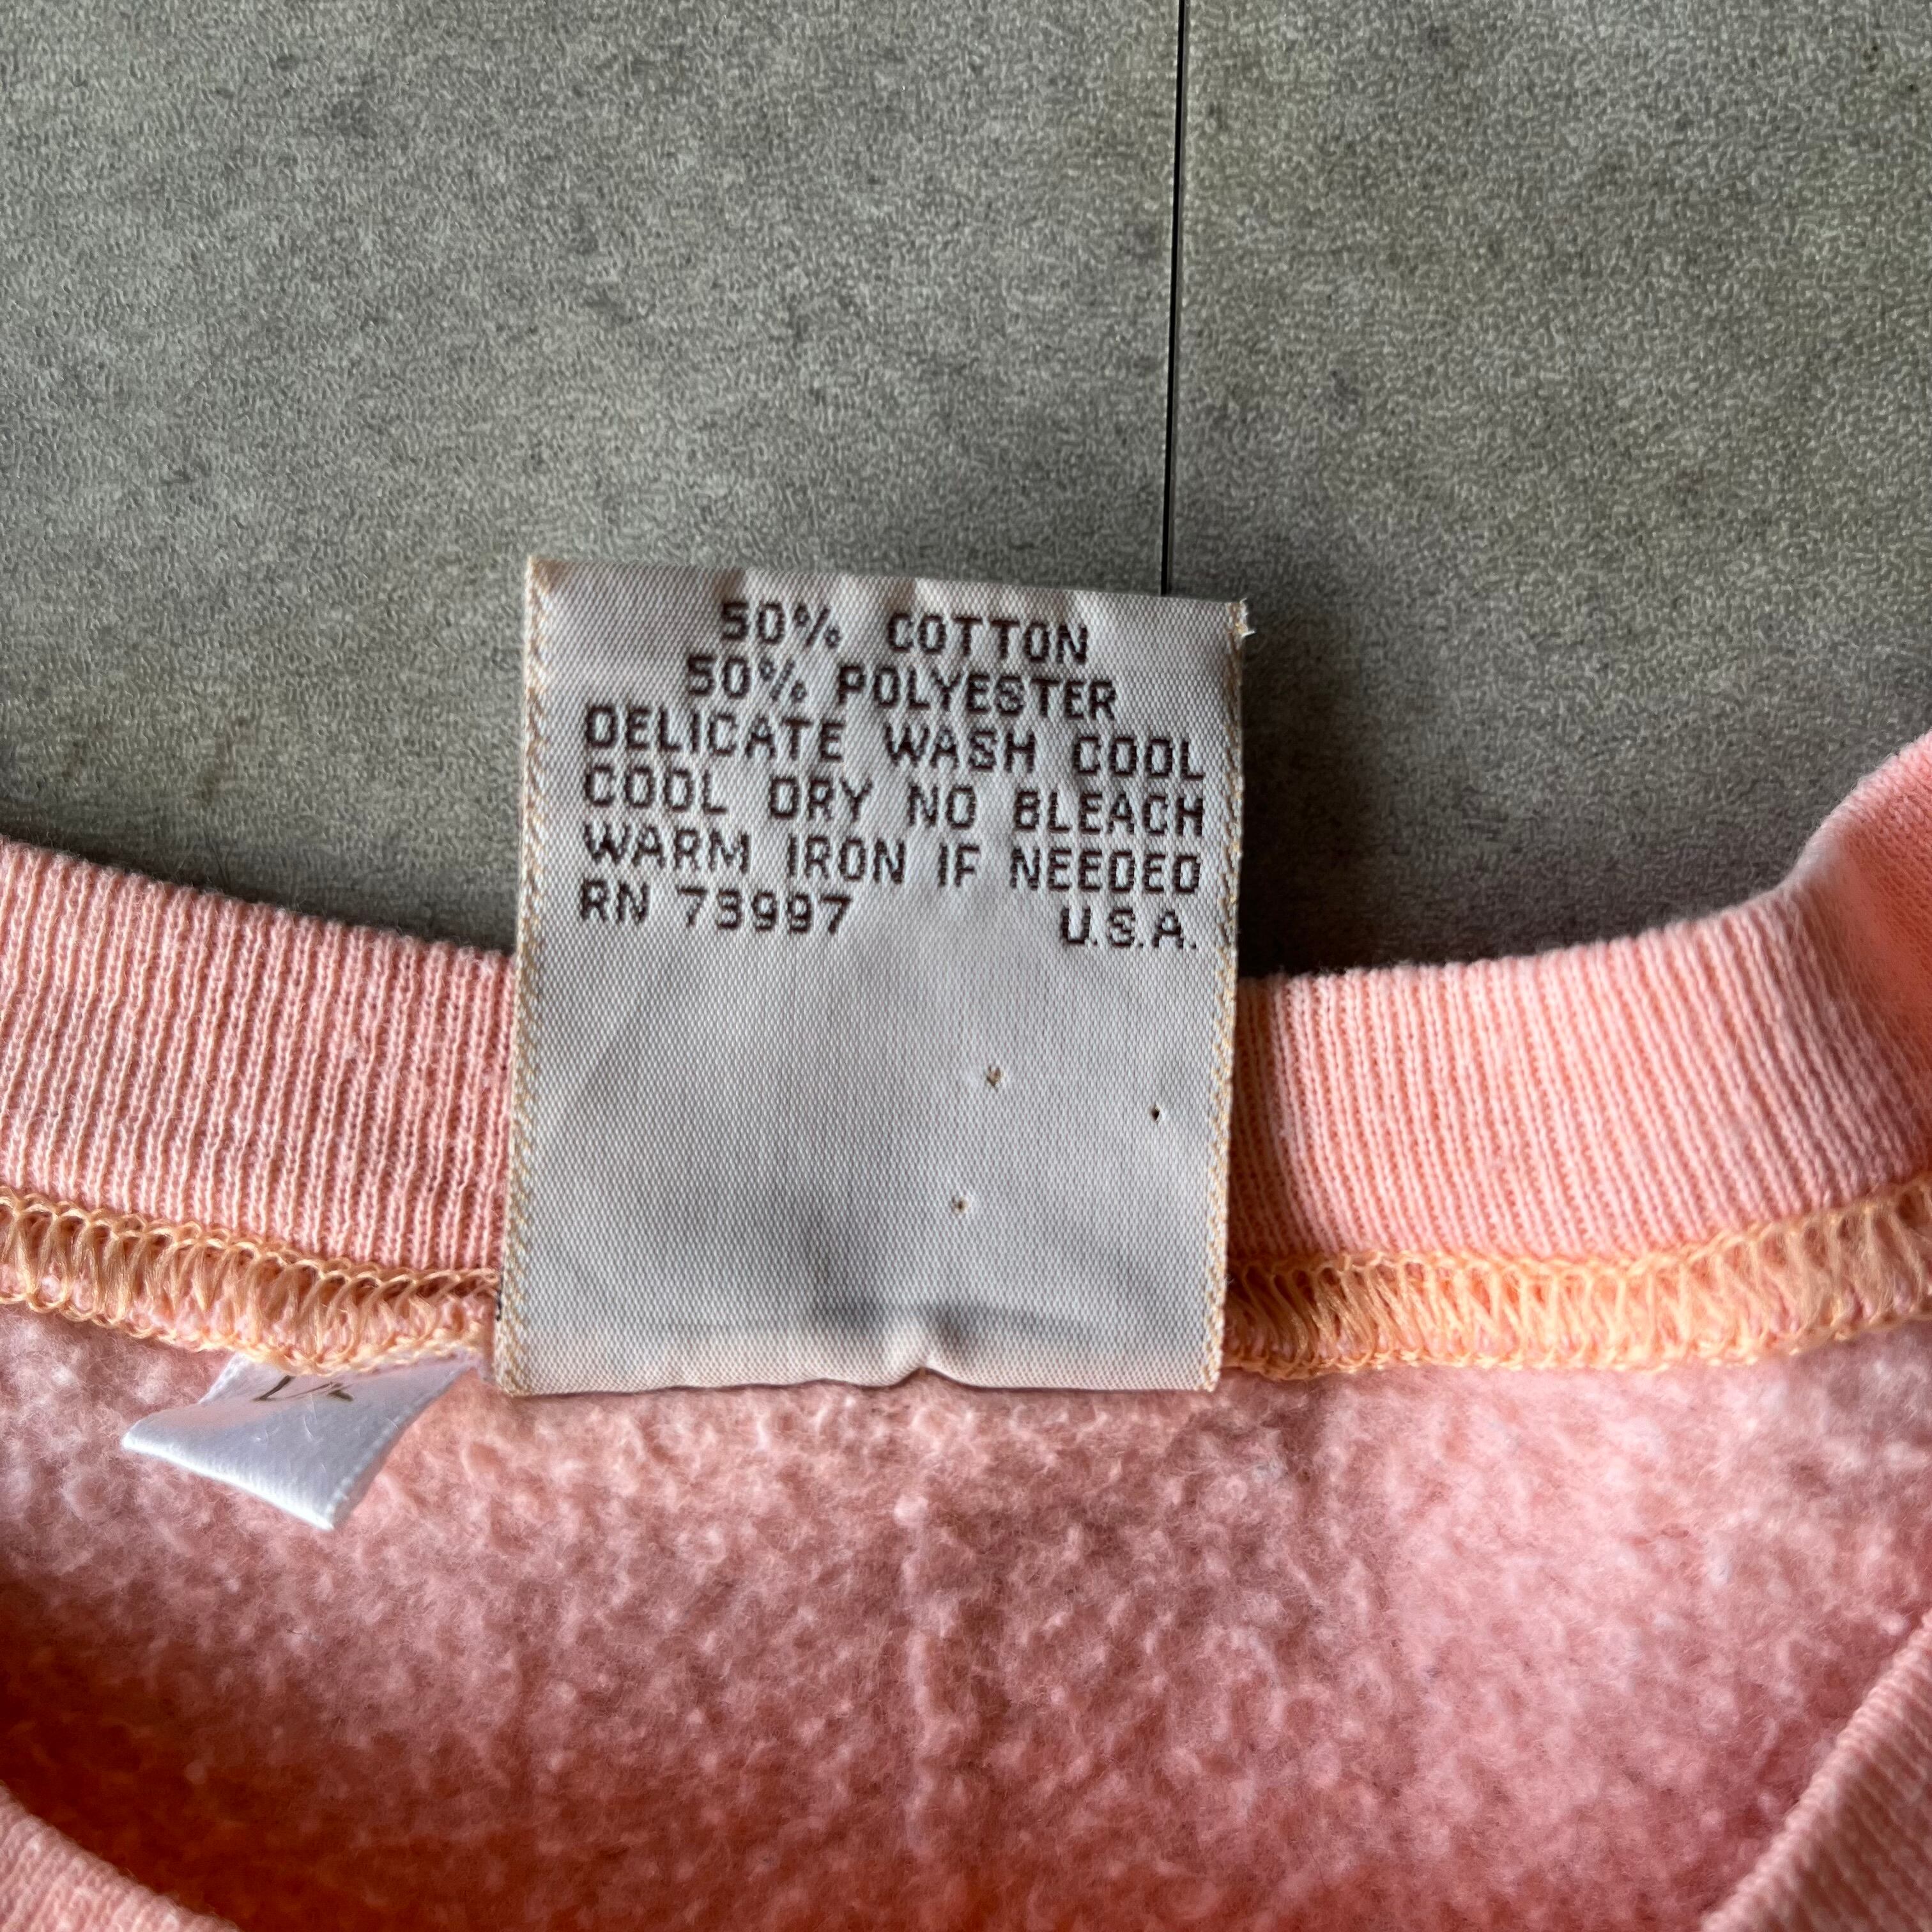 50% COTTON
50% POLYESTER
DELICATE WASH COOL
COOL DRY NO BLEACH
WARM IRON IF NEEDED
RN 73997 U.S.A.